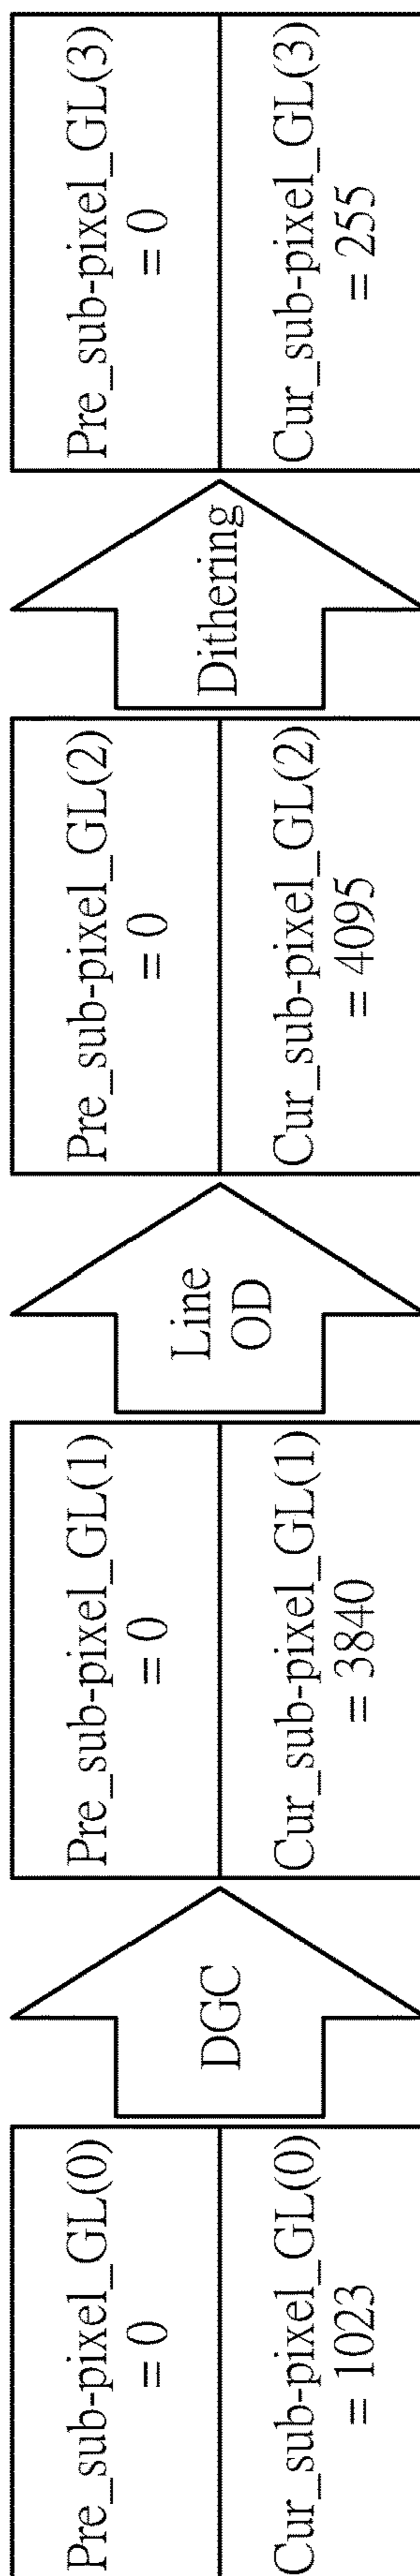 Pre_sub-pixel_GL(0)
= 0
Cur_sub-pixel_GL(0)
= 1023
DGC
Pre_sub-pixel_GL(1)
= 0
Cur_sub-pixel_GL(1)
= 3840
Line
OD
Pre_sub-pixel_GL(2)
= 0
Cur_sub-pixel_GL(2)
= 4095
Dithering
Pre_sub-pixel_GL(3)
= 0
Cur_sub-pixel_GL(3)
= 255